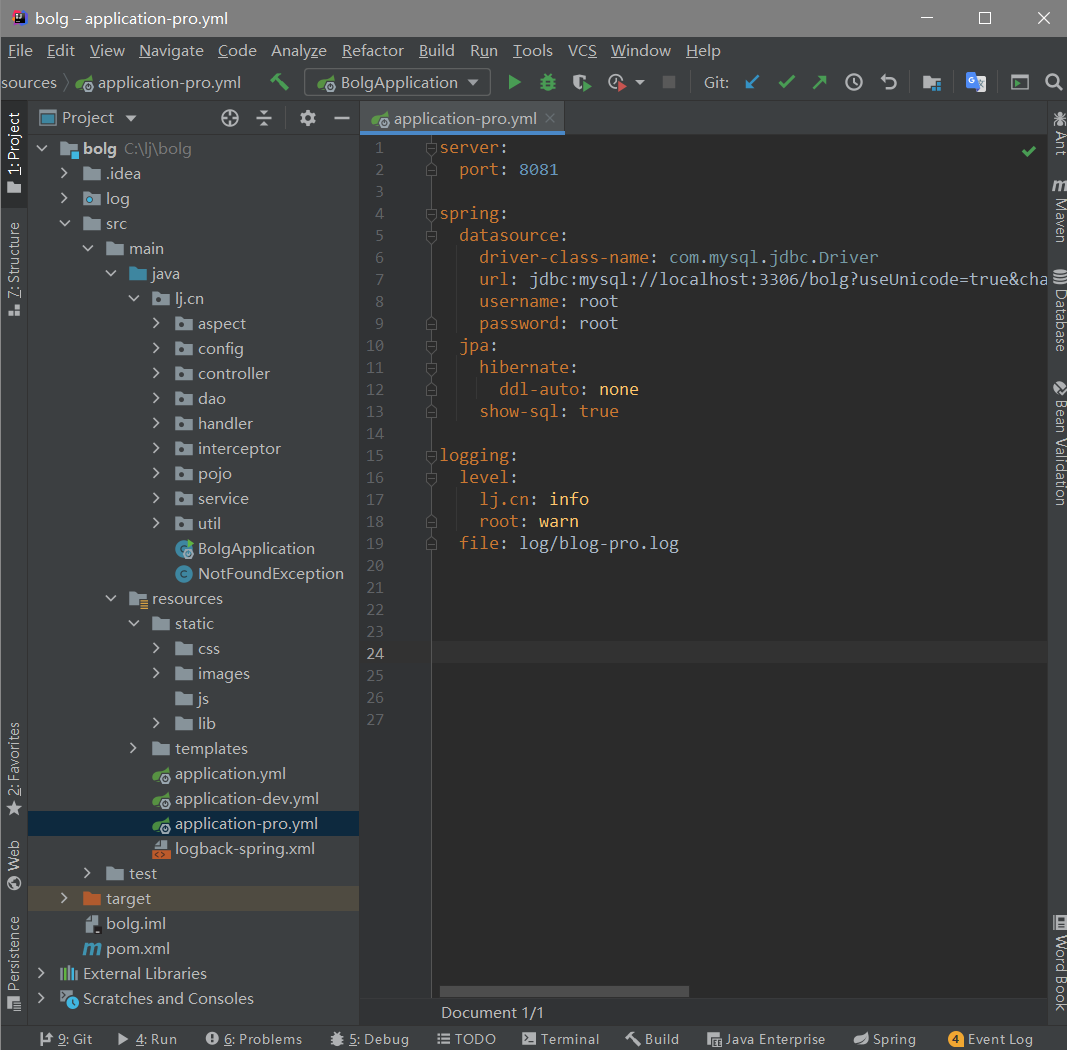 bolg – application-pro.yml
File Edit View Navigate Code Analyze Refactor Build Run Tools VCS Window Help
sources application-pro.yml BolgApplication Git:
Project
application-pro.yml
1: Project
7: Structure
2: Favorites
Web
Persistence
bolg C:\lj\bolg
.idea
log
src
main
java
lj.cn
aspect
config
controller
dao
handler
interceptor
pojo
service
util
BolgApplication
NotFoundException
resources
static
css
images
js
lib
templates
application.yml
application-dev.yml
application-pro.yml
logback-spring.xml
test
target
bolg.iml
pom.xml
External Libraries
Scratches and Consoles
1 server:
2 port: 8081
3
4 spring:
5 datasource:
6 driver-class-name: com.mysql.jdbc.Driver
7 url: jdbc:mysql://localhost:3306/bolg?useUnicode=true&cha
8 username: root
9 password: root
10 jpa:
11 hibernate:
12 ddl-auto: none
13 show-sql: true
14
15 logging:
16 level:
17 lj.cn: info
18 root: warn
19 file: log/blog-pro.log
20
21
22
23
24
25
26
27
Document 1/1
Ant
Maven
Database
Bean Validation
Word Book
9: Git 4: Run 6: Problems 5: Debug TODO Terminal Build Java Enterprise Spring 4 Event Log